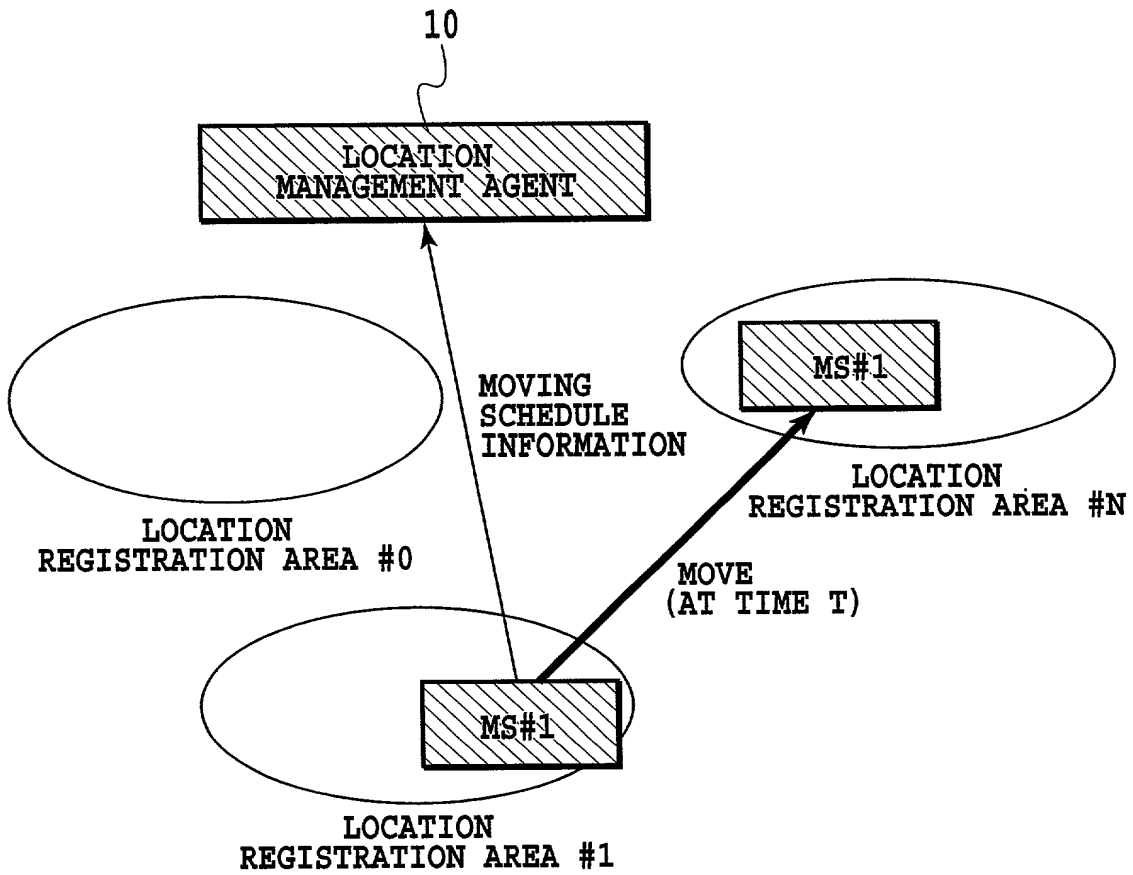 10
LOCATION
MANAGEMENT AGENT
MOVING
SCHEDULE
INFORMATION
MS#1
LOCATION
REGISTRATION AREA #N
LOCATION
REGISTRATION AREA #0
MOVE
(AT TIME T)
MS#1
LOCATION
REGISTRATION AREA #1